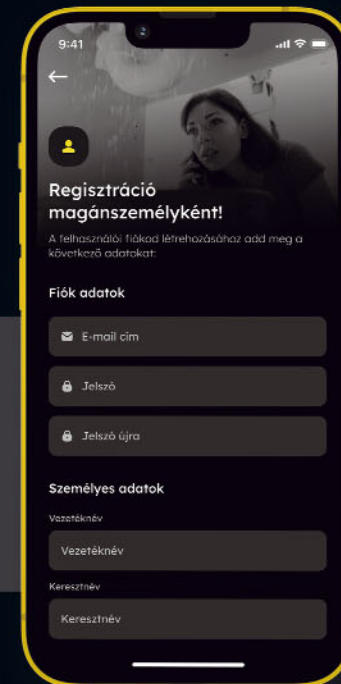 9:41
Regisztráció
magánszemélyként!
A felhasználói fiókod létrehozásához add meg a
következő adatokat:
Fiók adatok
E-mail cím
Jelszó
Jelszó újra
Személyes adatok
Vezetéknév
Vezetéknév
Keresztnév
Keresztnév